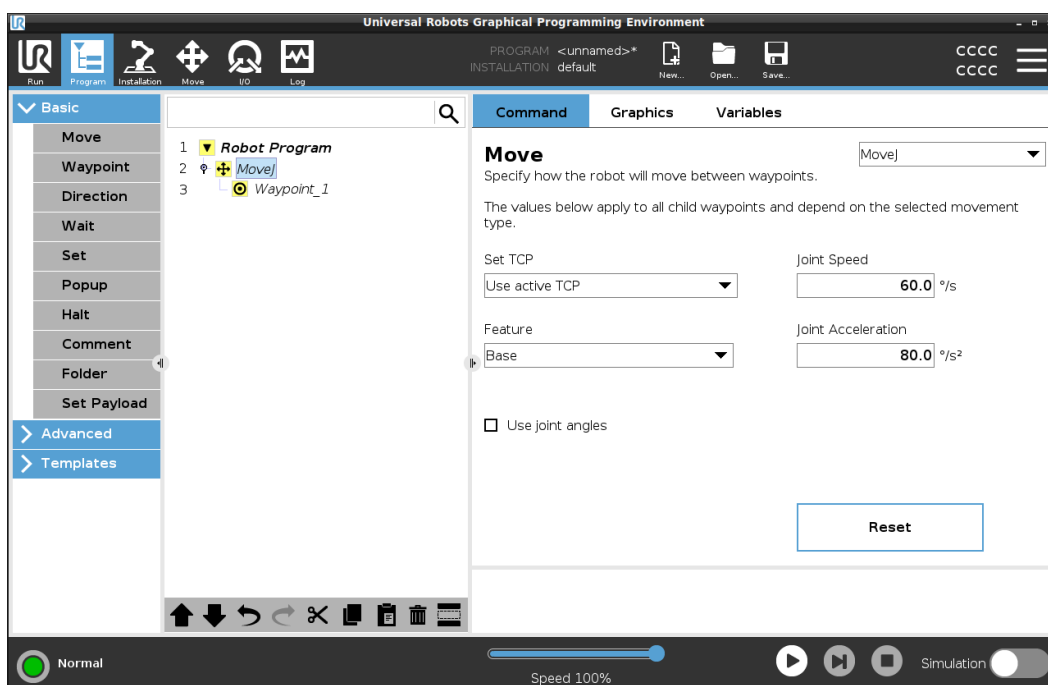 Universal Robots Graphical Programming Environment
UR
Run
Program
Installation
Move
I/O
Log
PROGRAM <unnamed>*
INSTALLATION default
New...
Open...
Save...
CCCC
CCCC
Basic
Move
Waypoint
Direction
Wait
Set
Popup
Halt
Comment
Folder
Set Payload
Advanced
Templates
1 Robot Program
2 MoveJ
3 Waypoint_1
Command Graphics Variables
Move
MoveJ
Specify how the robot will move between waypoints.
The values below apply to all child waypoints and depend on the selected movement
type.
Set TCP
Use active TCP
Joint Speed
60.0 °/s
Feature
Base
Joint Acceleration
80.0 °/s²
Use joint angles
Reset
Normal
Speed 100%
Simulation